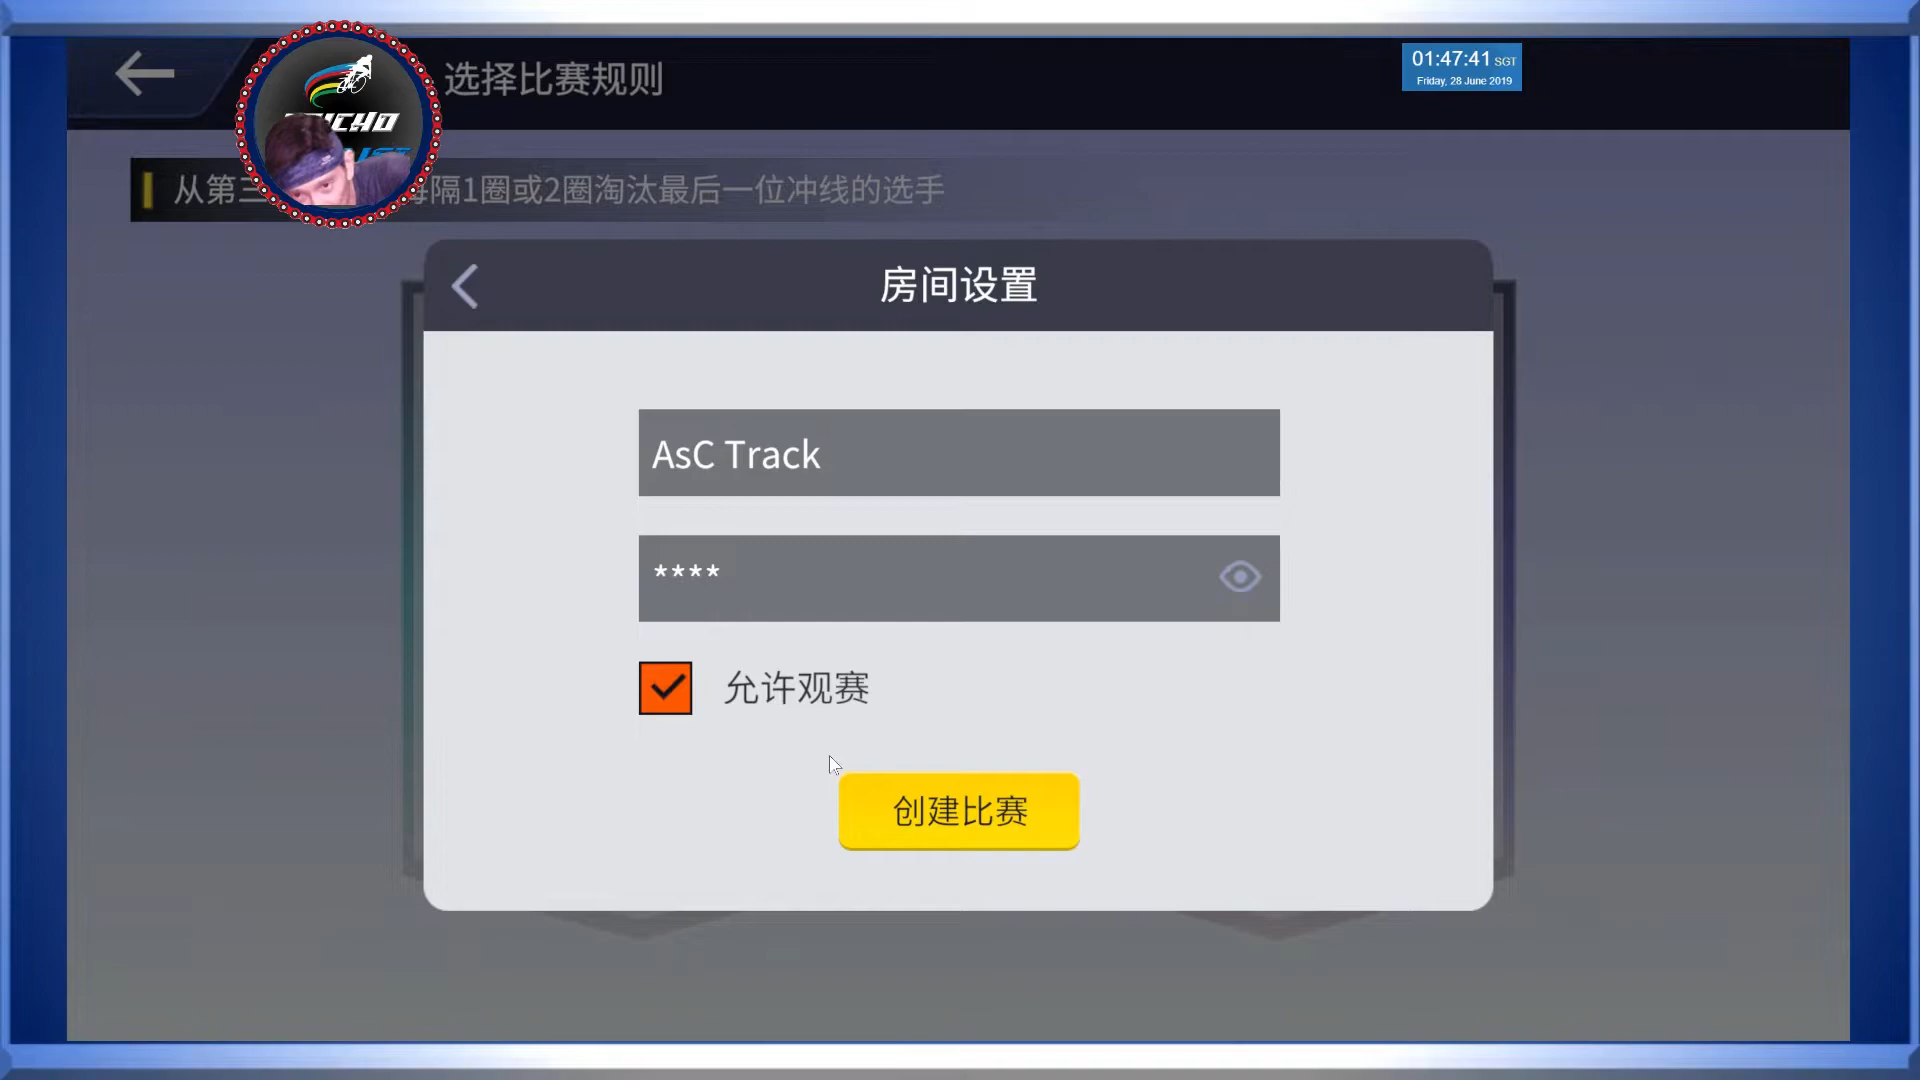 选择比赛规则
01:47:41 SGT
Friday, 28 June 2019
从第三 隔1圈或2圈淘汰最后一位冲线的选手
房间设置
AsC Track
****
允许观赛
创建比赛